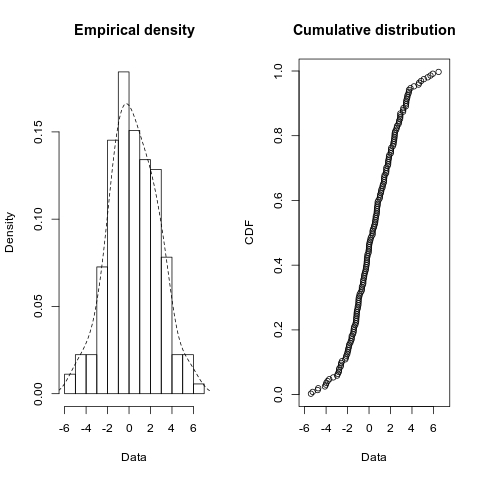 Empirical density
Density
0.00 0.05 0.10 0.15
-6 -4 -2 0 2 4 6
Data
Cumulative distribution
CDF
0.0 0.2 0.4 0.6 0.8 1.0
-6 -4 -2 0 2 4 6
Data